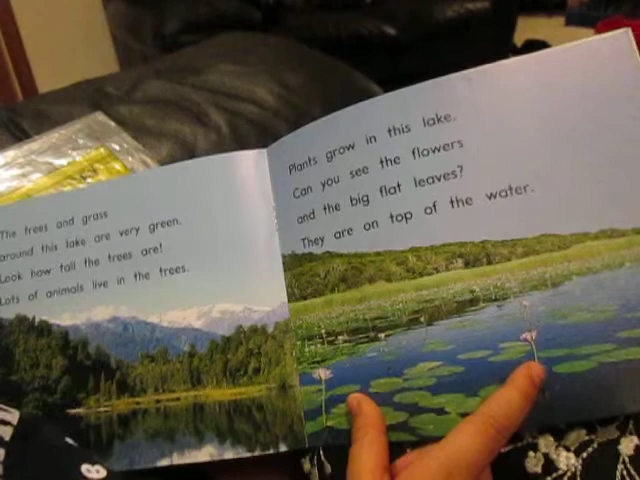 The trees and grass
around this lake are very green.
Look how tall the trees are!
Lots of animals live in the trees.
Plants grow in this lake.
Can you see the flowers
and the big flat leaves?
They are on top of the water.